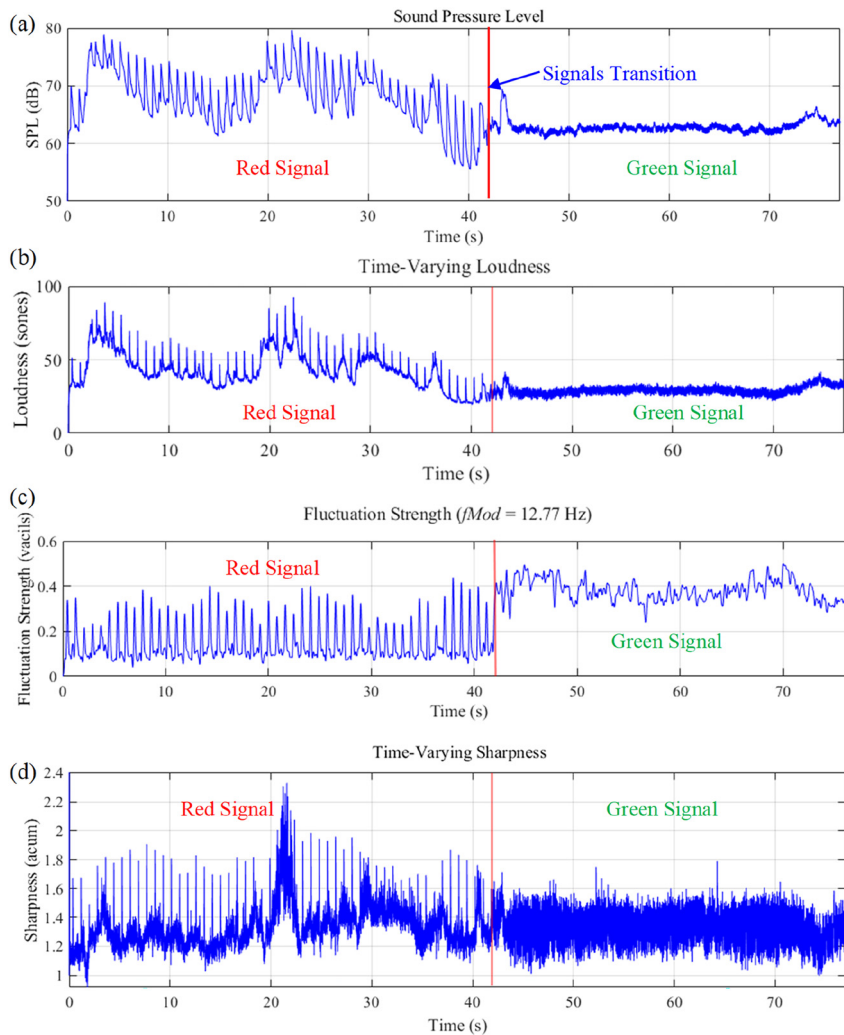 (a)
Sound Pressure Level
80
70
60
50
SPL (dB)
Signals Transition
Red Signal
Green Signal
0 10 20 30 40 50 60 70
Time (s)
(b)
Time-Varying Loudness
100
50
0
Loudness (sones)
Red Signal
Green Signal
0 10 20 30 40 50 60 70
Time (s)
(c)
Fluctuation Strength (fMod = 12.77 Hz)
0.6
0.4
0.2
0
Fluctuation Strength (vacils)
Red Signal
Green Signal
0 10 20 30 40 50 60 70
Time (s)
(d)
Time-Varying Sharpness
2.4
2.2
2
1.8
1.6
1.4
1.2
1
Sharpness (acum)
Red Signal
Green Signal
0 10 20 30 40 50 60 70
Time (s)